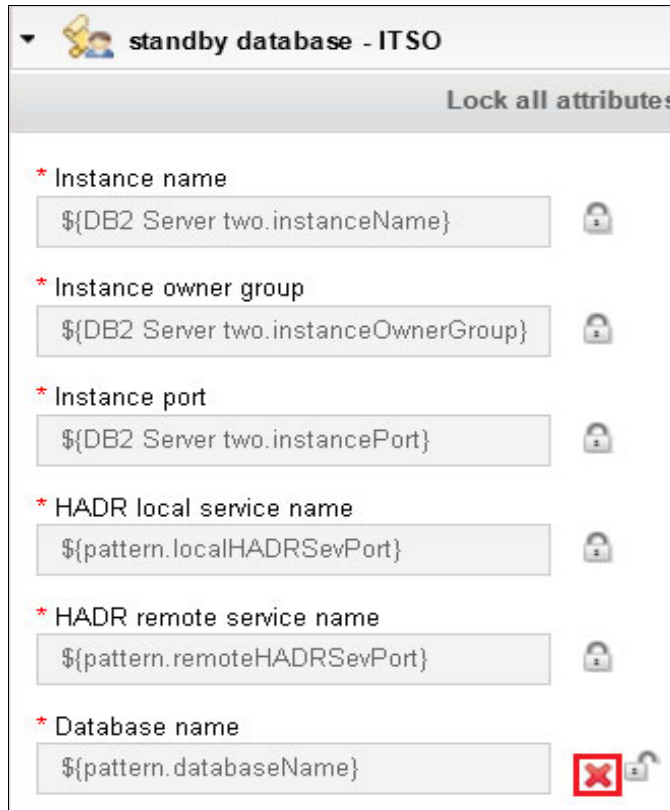 standby database - ITSO
Lock all attributes
* Instance name
${DB2 Server two.instanceName}
* Instance owner group
${DB2 Server two.instanceOwnerGroup}
* Instance port
${DB2 Server two.instancePort}
* HADR local service name
${pattern.localHADRSevPort}
* HADR remote service name
${pattern.remoteHADRSevPort}
* Database name
${pattern.databaseName}